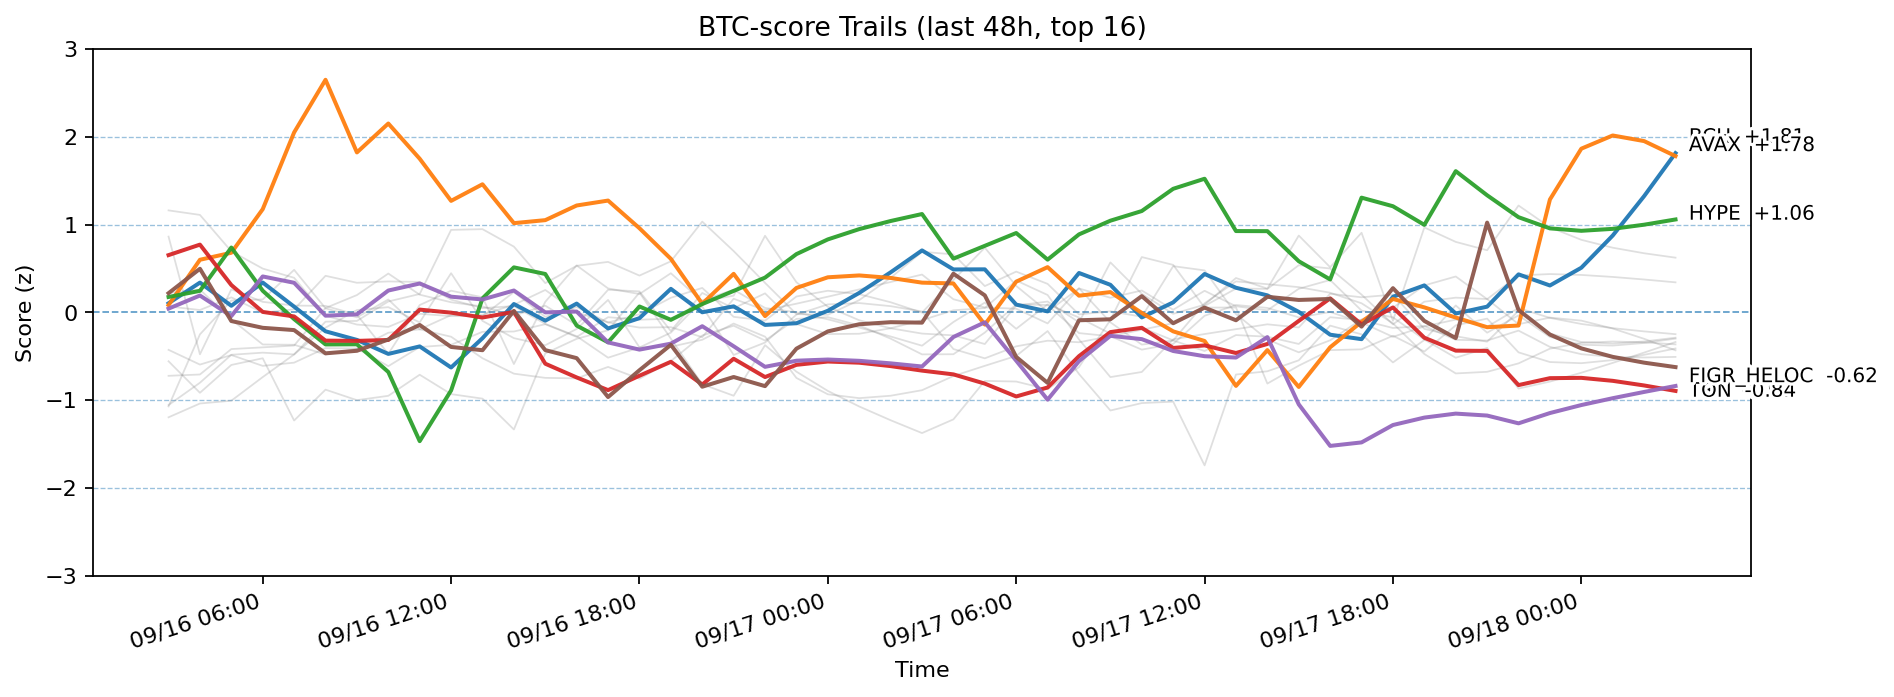 BTC-score Trails (last 48h, top 16)
Score (z)
3
2
1
0
−1
−2
−3
+1.81
AVAX +1.78
HYPE +1.06
FIGR_HELOC -0.62
TON -0.84
09/16 06:00
09/16 12:00
09/16 18:00
09/17 00:00
09/17 06:00
09/17 12:00
09/17 18:00
09/18 00:00
Time